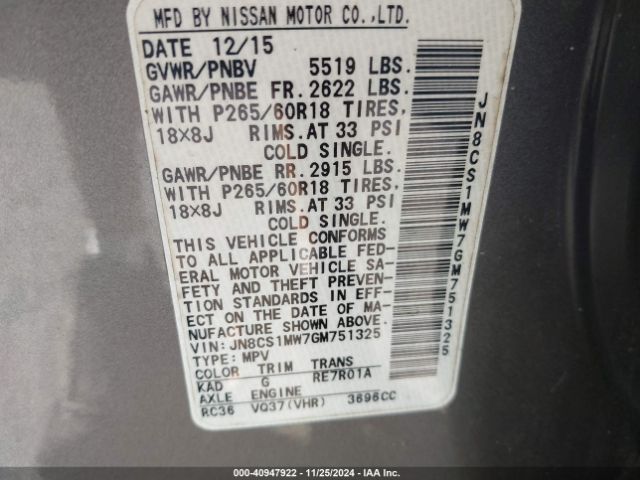 MFD BY NISSAN MOTOR CO.,LTD.
DATE 12/15
GVWR/PNBV 5519 LBS.
GAWR/PNBE FR. 2622 LBS.
WITH P265/60R18 TIRES,
18X8J RIMS. AT 33 PSI
COLD SINGLE.
GAWR/PNBE RR. 2915 LBS.
WITH P265/60R18 TIRES,
18X8J RIMS. AT 33 PSI
COLD SINGLE.
THIS VEHICLE CONFORMS
TO ALL APPLICABLE FED-
ERAL MOTOR VEHICLE SA-
FETY AND THEFT PREVEN-
TION STANDARDS IN EFF-
ECT ON THE DATE OF MA-
NUFACTURE SHOWN ABOVE.
VIN: JN8CS1MW7GM751325
TYPE: MPV
COLOR TRIM TRANS
KAD G RE7R01A
AXLE ENGINE
RC36 VQ37(VHR) 3696CC
JN8CS1MW7GM751325
000-40947922 - 11/25/2024 - IAA Inc.